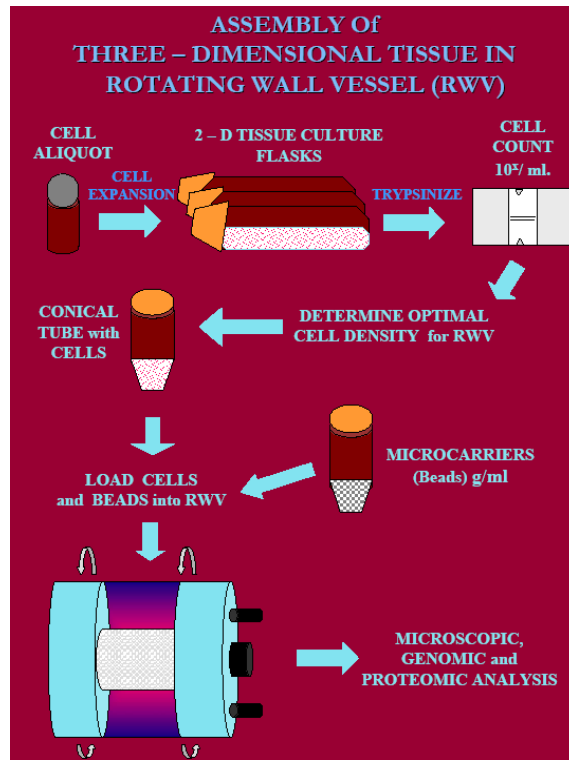 ASSEMBLY Of
THREE – DIMENSIONAL TISSUE IN
ROTATING WALL VESSEL (RWV)
CELL
ALIQUOT
CELL
EXPANSION
2 – D TISSUE CULTURE
FLASKS
TRYPSINIZE
CELL
COUNT
10ˣ/ ml.
CONICAL
TUBE with
CELLS
DETERMINE OPTIMAL
CELL DENSITY for RWV
LOAD CELLS
and BEADS into RWV
MICROCARRIERS
(Beads) g/ml
MICROSCOPIC,
GENOMIC and
PROTEOMIC ANALYSIS